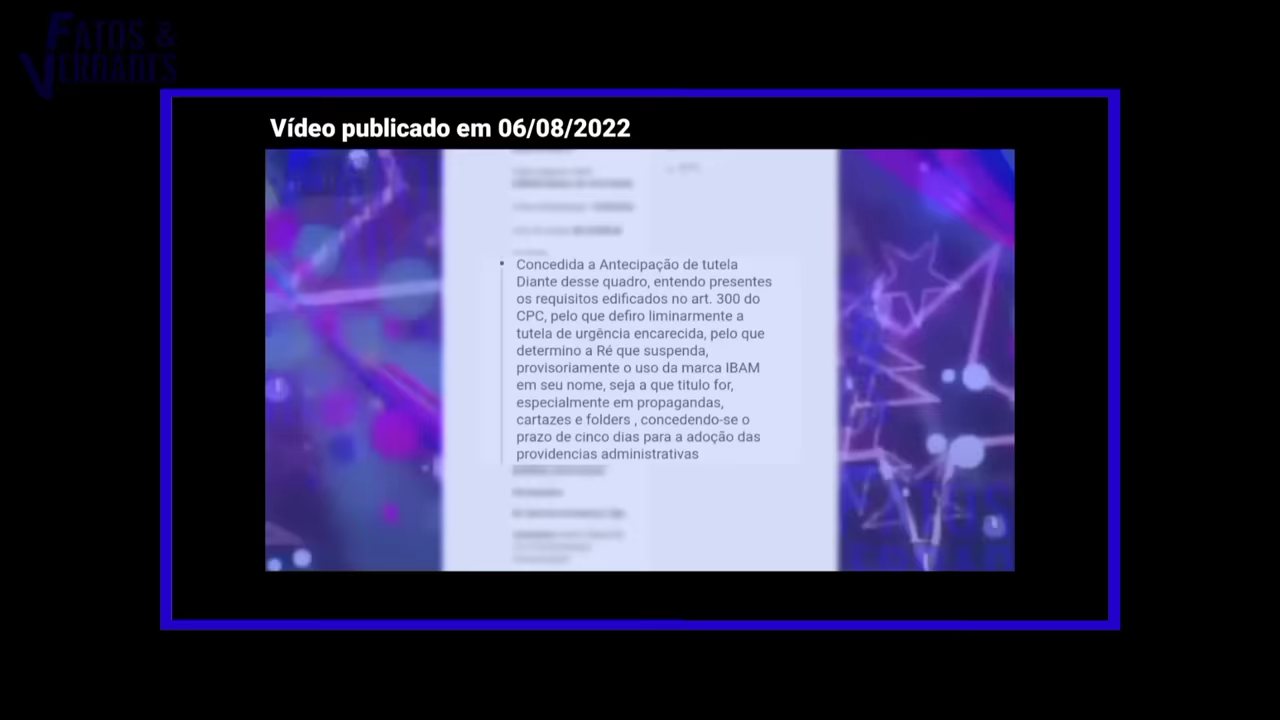 FATOS &
VERDADES
Vídeo publicado em 06/08/2022
• Concedida a Antecipação de tutela
Diante desse quadro, entendo presentes
os requisitos edificados no art. 300 do
CPC, pelo que defiro liminarmente a
tutela de urgência encarecida, pelo que
determino a Ré que suspenda,
provisoriamente o uso da marca IBAM
em seu nome, seja a que titulo for,
especialmente em propagandas,
cartazes e folders , concedendo-se o
prazo de cinco dias para a adoção das
providencias administrativas